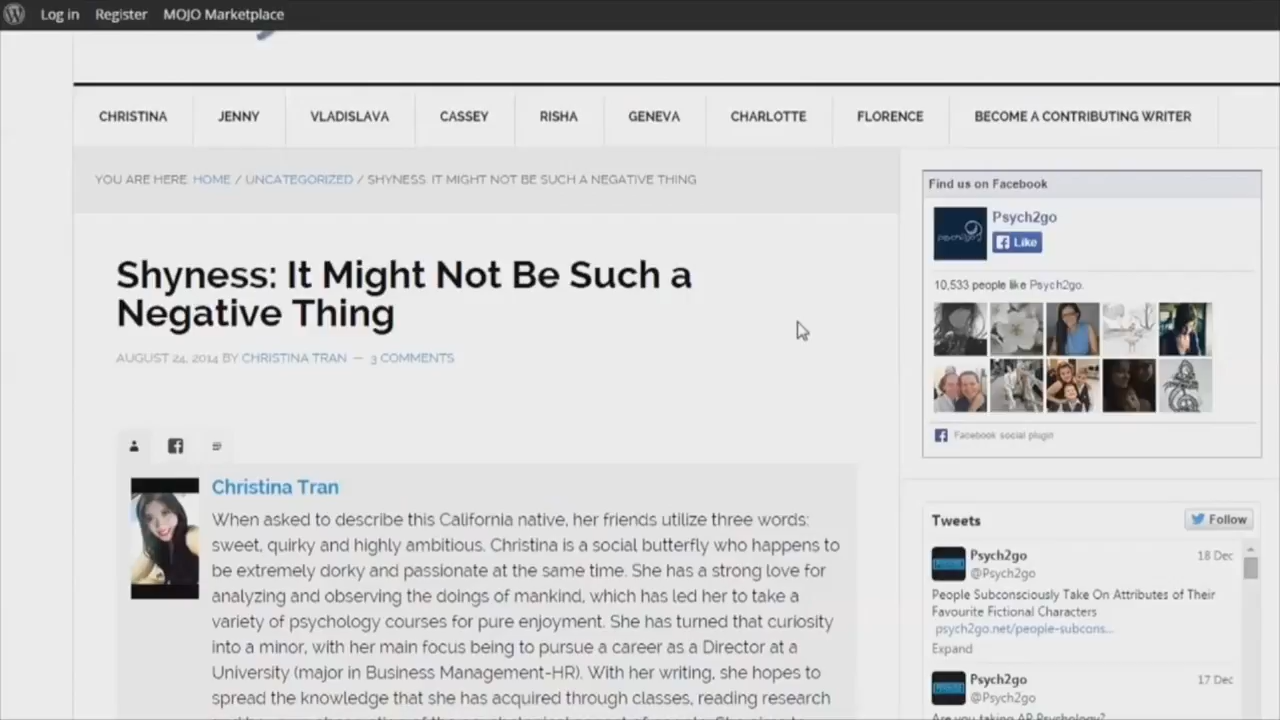 Log in Register MOJO Marketplace
CHRISTINA JENNY VLADISLAVA CASSEY RISHA GENEVA CHARLOTTE FLORENCE BECOME A CONTRIBUTING WRITER
YOU ARE HERE: HOME / UNCATEGORIZED / SHYNESS: IT MIGHT NOT BE SUCH A NEGATIVE THING
Shyness: It Might Not Be Such a
Negative Thing
AUGUST 24, 2014 BY CHRISTINA TRAN — 3 COMMENTS
Christina Tran
When asked to describe this California native, her friends utilize three words:
sweet, quirky and highly ambitious. Christina is a social butterfly who happens to
be extremely dorky and passionate at the same time. She has a strong love for
analyzing and observing the doings of mankind, which has led her to take a
variety of psychology courses for pure enjoyment. She has turned that curiosity
into a minor, with her main focus being to pursue a career as a Director at a
University (major in Business Management-HR). With her writing, she hopes to
spread the knowledge that she has acquired through classes, reading research
Find us on Facebook
Psych2go
Like
10,533 people like Psych2go.
Facebook social plugin
Tweets Follow
Psych2go 18 Dec
@Psych2go
People Subconsciously Take On Attributes of Their
Favourite Fictional Characters
psych2go.net/people-subcons...
Expand
Psych2go 17 Dec
@Psych2go
Are you taking AP Psychology?